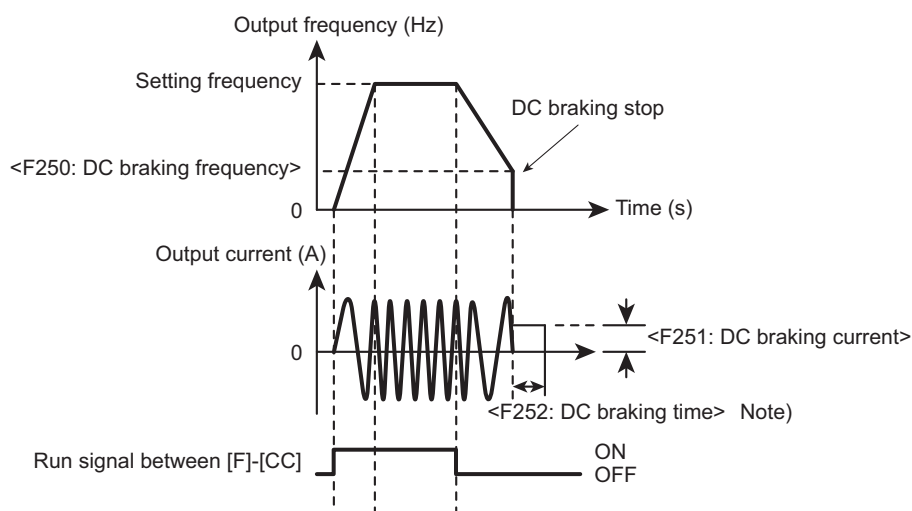 Output frequency (Hz)
Setting frequency
DC braking stop
<F250: DC braking frequency>
0
Time (s)
Output current (A)
<F251: DC braking current>
0
<F252: DC braking time> Note)
Run signal between [F]-[CC]
ON
OFF